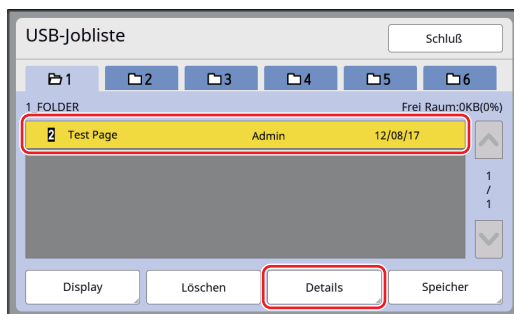 USB-Jobliste
Schluß
1 2 3 4 5 6
1_FOLDER Frei Raum:0KB(0%)
2 Test Page Admin 12/08/17
1
/
1
Display Löschen Details Speicher